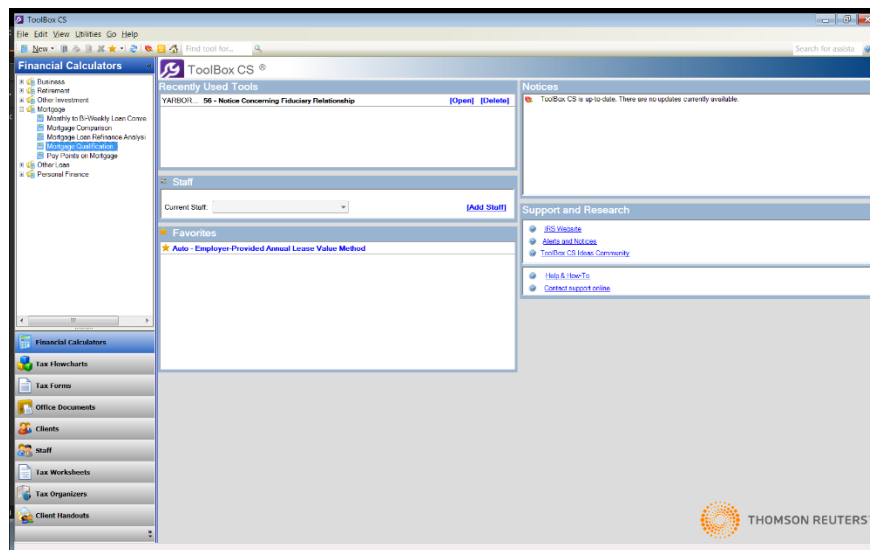 ToolBox CS
File Edit View Utilities Go Help
New Find tool for... Search for assista
Financial Calculators «
Business
Retirement
Other Investment
Mortgage
Monthly to Bi-Weekly Loan Conve
Mortgage Comparison
Mortgage Loan Refinance Analysi
Mortgage Qualification
Pay Points on Mortgage
Other Loan
Personal Finance
Financial Calculators
Tax Flowcharts
Tax Forms
Office Documents
Clients
Staff
Tax Worksheets
Tax Organizers
Client Handouts
ToolBox CS ®
Recently Used Tools
YARBOR... 56 - Notice Concerning Fiduciary Relationship [Open] [Delete]
Staff
Current Staff: [Add Staff]
Favorites
Auto - Employer-Provided Annual Lease Value Method
Notices
ToolBox CS is up-to-date. There are no updates currently available.
Support and Research
IRS Website
Alerts and Notices
ToolBox CS Ideas Community
Help & How-To
Contact support online
THOMSON REUTERS